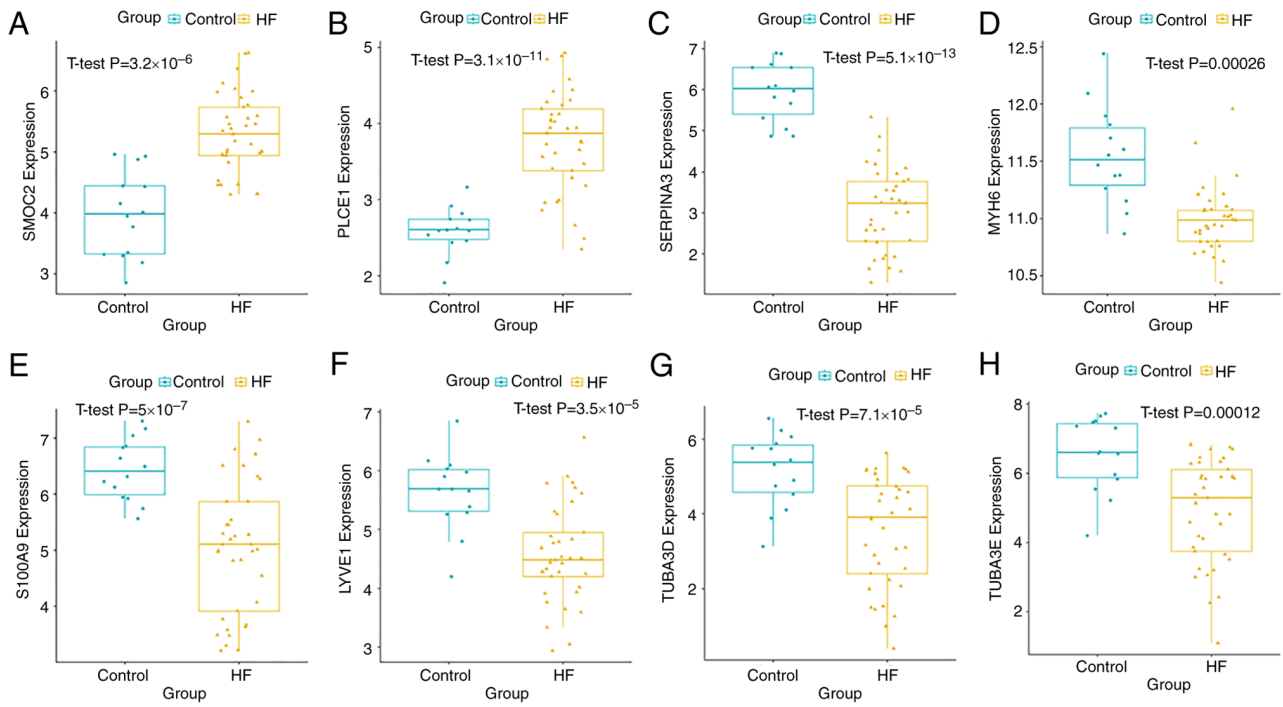 A
Group Control HF
T-test P=3.2×10⁻⁶
SMOC2 Expression
6
5
4
3
Control HF
Group
B
Group Control HF
T-test P=3.1×10⁻¹¹
PLCE1 Expression
5
4
3
2
Control HF
Group
C
Group Control HF
T-test P=5.1×10⁻¹³
SERPINA3 Expression
7
6
5
4
3
2
Control HF
Group
D
Group Control HF
T-test P=0.00026
MYH6 Expression
12.5
12.0
11.5
11.0
10.5
Control HF
Group
E
Group Control HF
T-test P=5×10⁻⁷
S100A9 Expression
7
6
5
4
Control HF
Group
F
Group Control HF
T-test P=3.5×10⁻⁵
LYVE1 Expression
7
6
5
4
3
Control HF
Group
G
Group Control HF
T-test P=7.1×10⁻⁵
TUBA3D Expression
6
4
2
Control HF
Group
H
Group Control HF
T-test P=0.00012
TUBA3E Expression
8
6
4
2
Control HF
Group